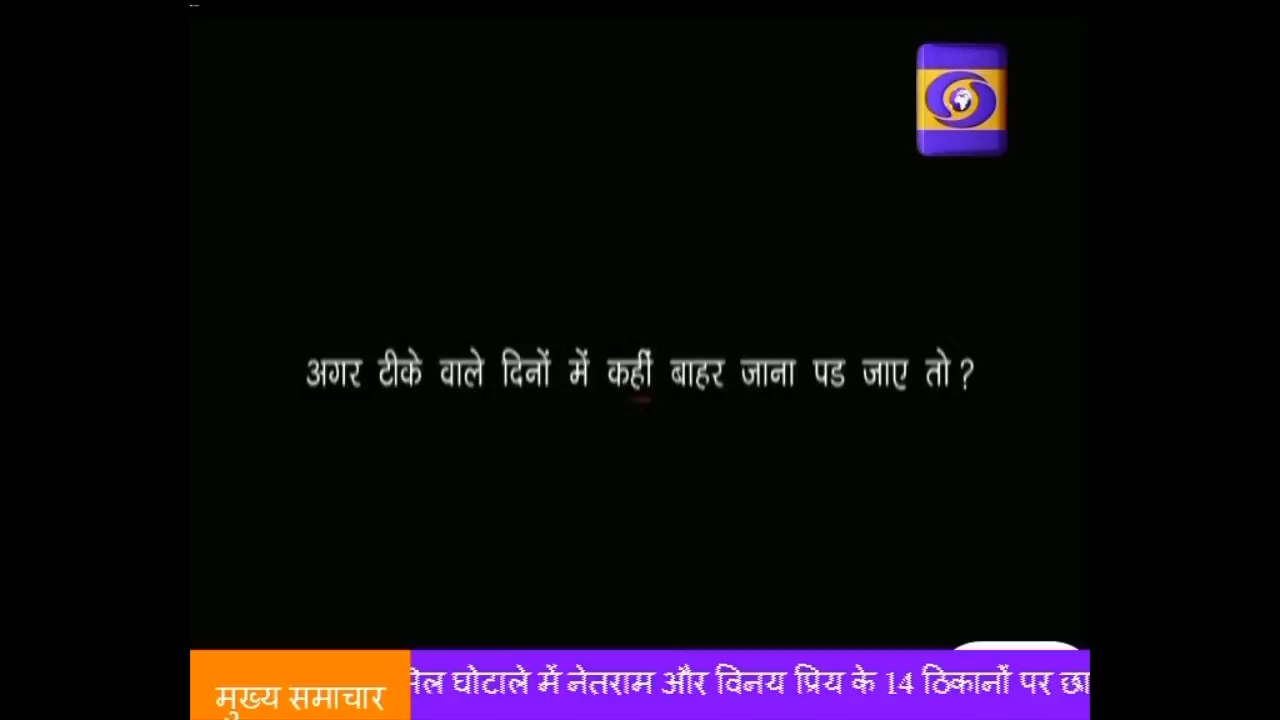 अगर टीके वाले दिनों में कहीं बाहर जाना पड जाए तो ?
मुख्य समाचार
घोटाले में नेतराम और विनय प्रिय के 14 ठिकानों पर